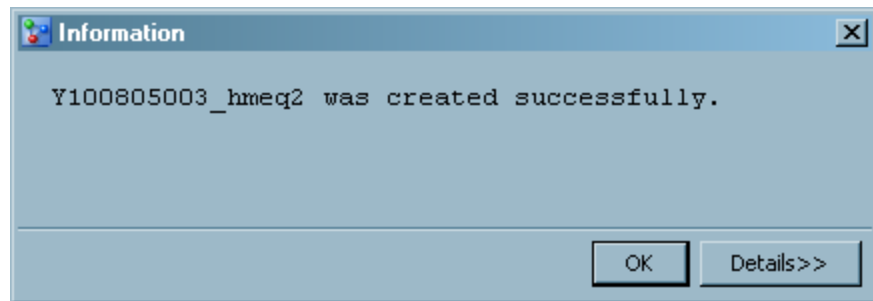 Information
Y100805003_hmeq2 was created successfully.
OK
Details>>